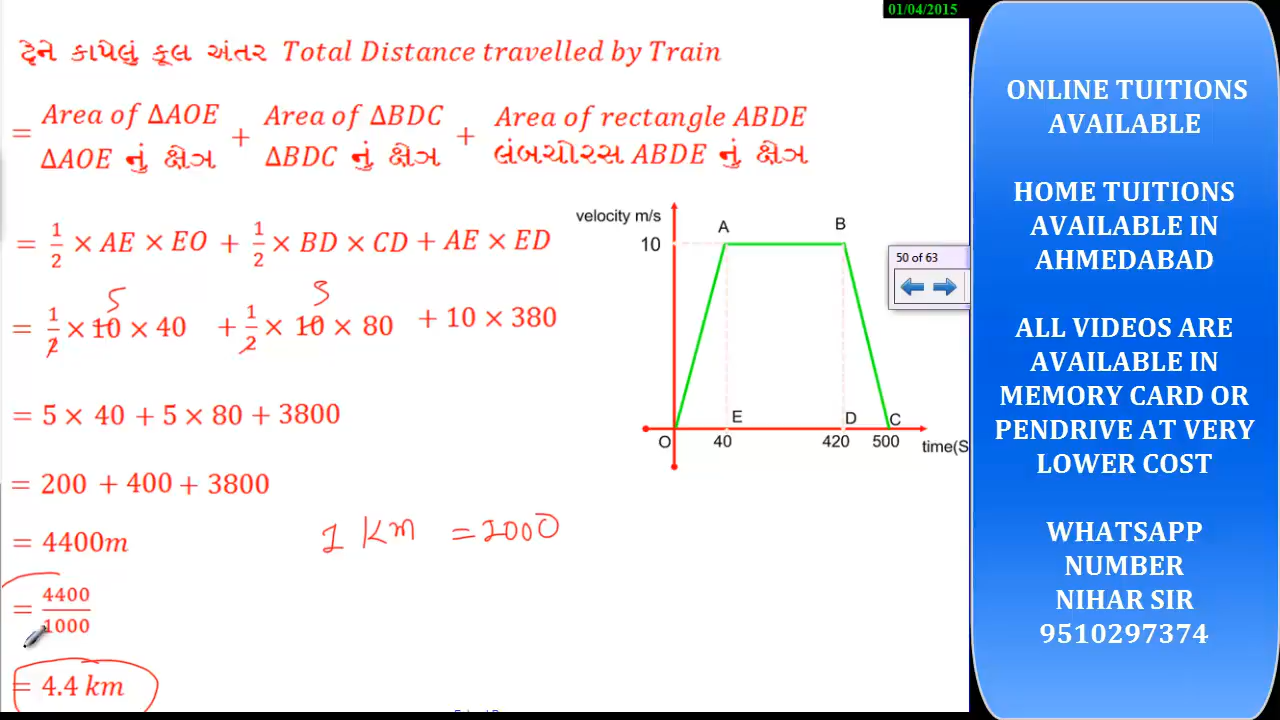 01/04/2015
ટ્રેને કાપેલું કૂલ અંતર Total Distance travelled by Train
= Area of ΔAOE + Area of ΔBDC + Area of rectangle ABDE
ΔAOE નું ક્ષેત્ર ΔBDC નું ક્ષેત્ર લંબચોરસ ABDE નું ક્ષેત્ર
= 1/2 × AE × EO + 1/2 × BD × CD + AE × ED
5 5
= 1/2 × 10 × 40 + 1/2 × 10 × 80 + 10 × 380
= 5 × 40 + 5 × 80 + 3800
= 200 + 400 + 3800
= 4400m
1 Km = 1000
= 4400/1000
= 4.4 km
velocity m/s
A B
10
E D C
O 40 420 500
time(S
50 of 63
ONLINE TUITIONS
AVAILABLE
HOME TUITIONS
AVAILABLE IN
AHMEDABAD
ALL VIDEOS ARE
AVAILABLE IN
MEMORY CARD OR
PENDRIVE AT VERY
LOWER COST
WHATSAPP
NUMBER
NIHAR SIR
9510297374